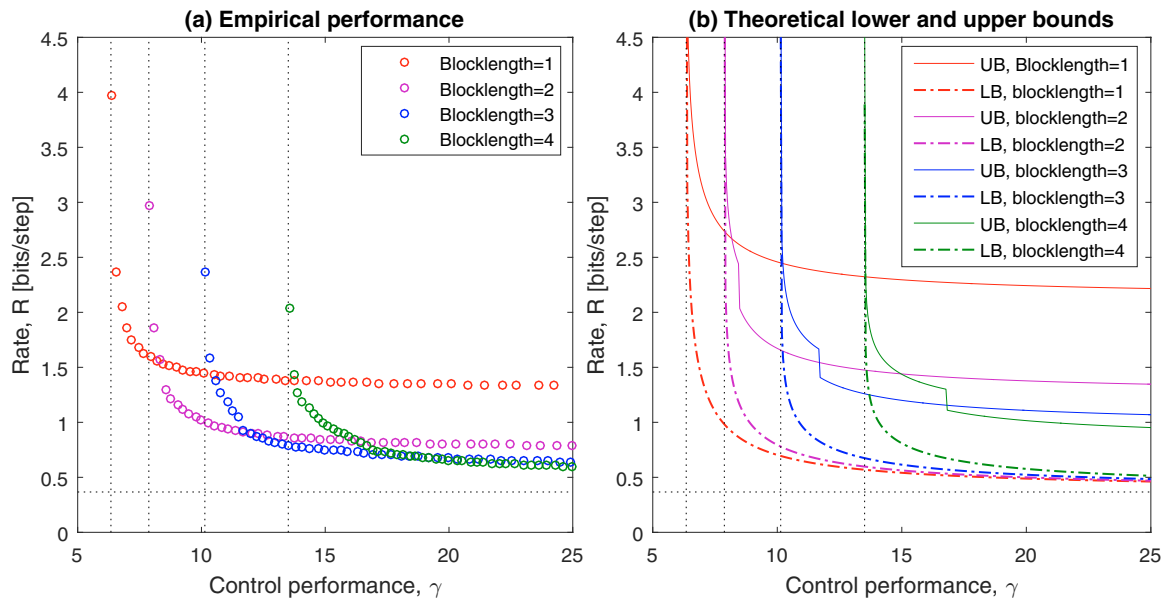 (a) Empirical performance
Rate, R [bits/step]
4.5
4
3.5
3
2.5
2
1.5
1
0.5
0
5
10
15
20
25
Control performance, γ
Blocklength=1
Blocklength=2
Blocklength=3
Blocklength=4
(b) Theoretical lower and upper bounds
Rate, R [bits/step]
4.5
4
3.5
3
2.5
2
1.5
1
0.5
0
5
10
15
20
25
Control performance, γ
UB, Blocklength=1
LB, blocklength=1
UB, blocklength=2
LB, blocklength=2
UB, blocklength=3
LB, blocklength=3
UB, blocklength=4
LB, blocklength=4